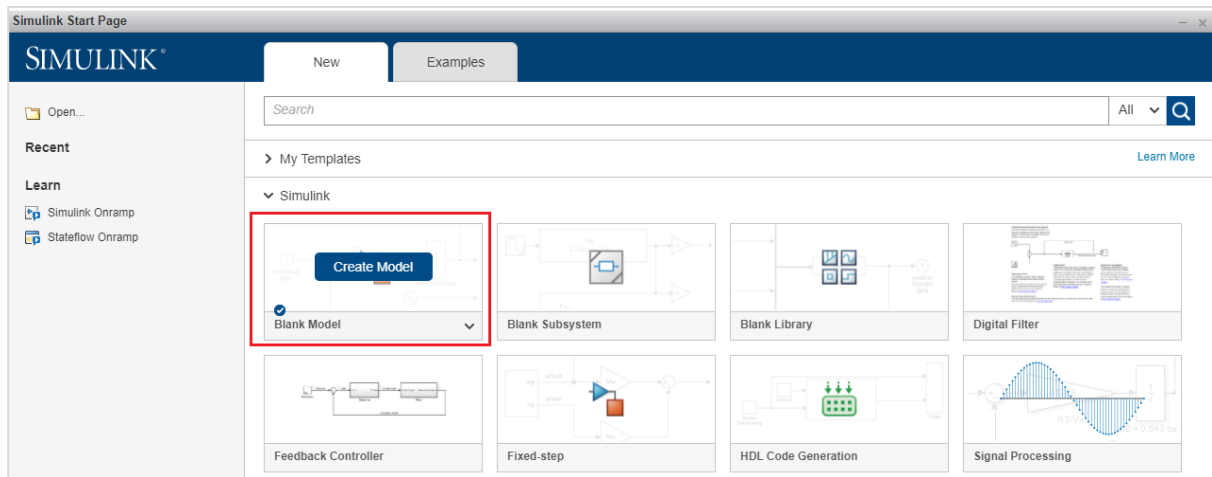 Simulink Start Page
SIMULINK®
New
Examples
Open...
Recent
Learn
Simulink Onramp
Stateflow Onramp
Search
All
My Templates
Learn More
Simulink
Create Model
Blank Model
Blank Subsystem
Blank Library
Digital Filter
Feedback Controller
Fixed-step
HDL Code Generation
Signal Processing